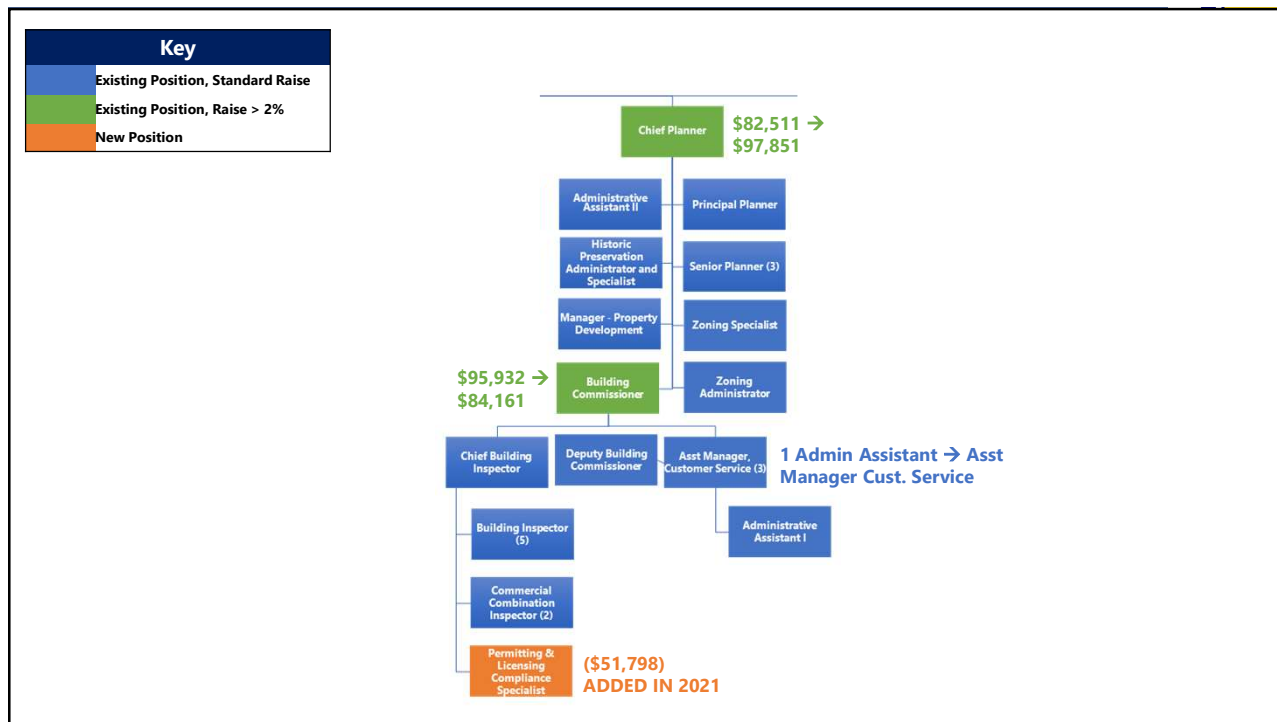 Key
Existing Position, Standard Raise
Existing Position, Raise > 2%
New Position
Chief Planner
$82,511 →
$97,851
Administrative
Assistant II
Principal Planner
Historic
Preservation
Administrator and
Specialist
Senior Planner (3)
Manager - Property
Development
Zoning Specialist
$95,932 →
$84,161
Building
Commissioner
Zoning
Administrator
Chief Building
Inspector
Deputy Building
Commissioner
Asst Manager,
Customer Service (3)
1 Admin Assistant → Asst
Manager Cust. Service
Building Inspector
(5)
Administrative
Assistant I
Commercial
Combination
Inspector (2)
Permitting &
Licensing
Compliance
Specialist
($51,798)
ADDED IN 2021